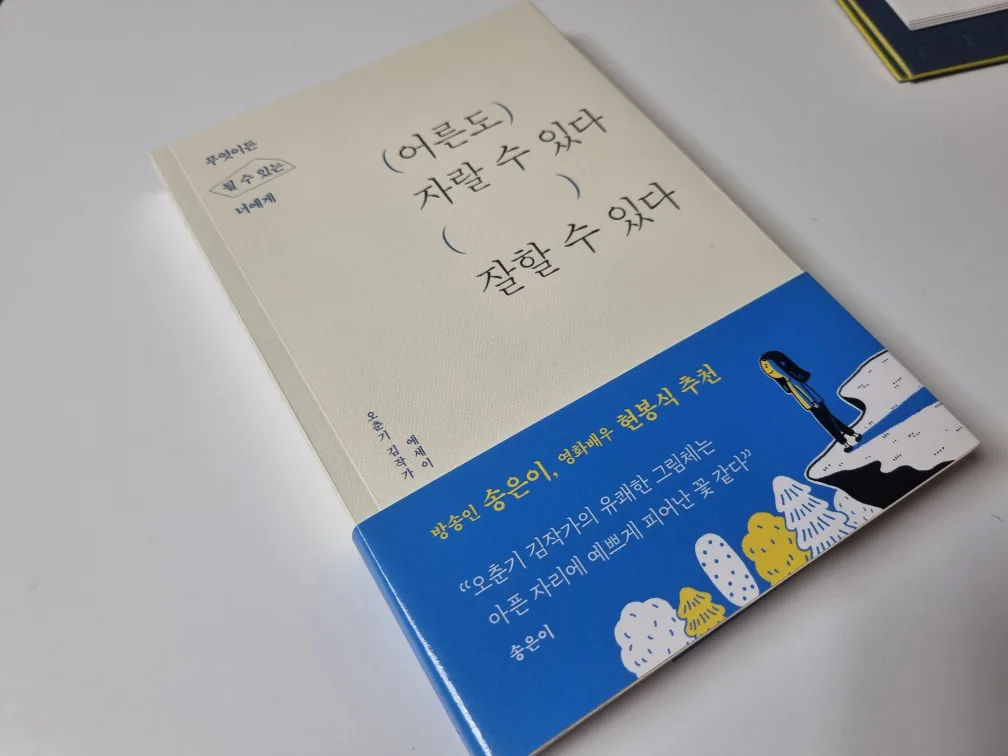 무엇이든
될 수 있는
너에게
(어른도)
자랄 수 있다
(          )
잘할 수 있다
오춘기 김작가
에세이
방송인 송은이, 영화배우 현봉식 추천
“오춘기 김작가의 유쾌한 그림체는
아픈 자리에 예쁘게 피어난 꽃 같다”
송은이